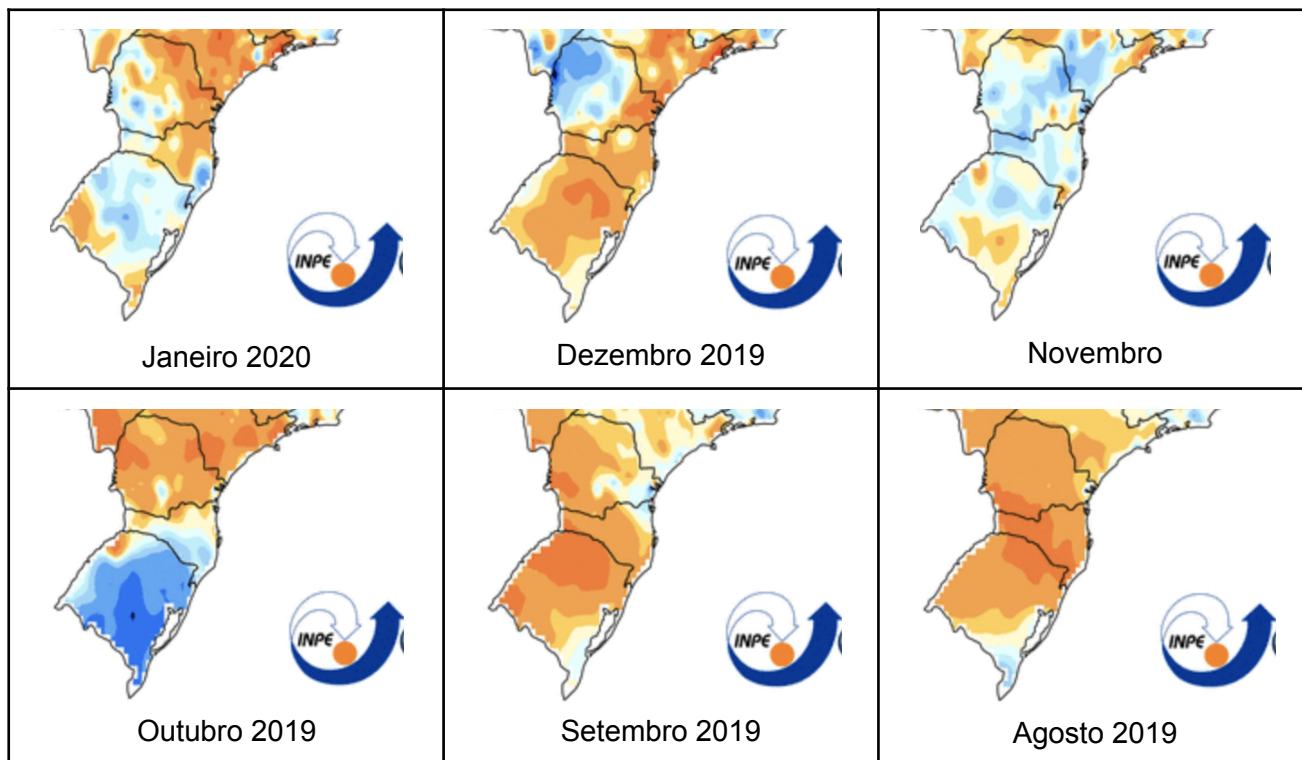 INPE
INPE
INPE
Janeiro 2020
Dezembro 2019
Novembro
INPE
INPE
INPE
Outubro 2019
Setembro 2019
Agosto 2019